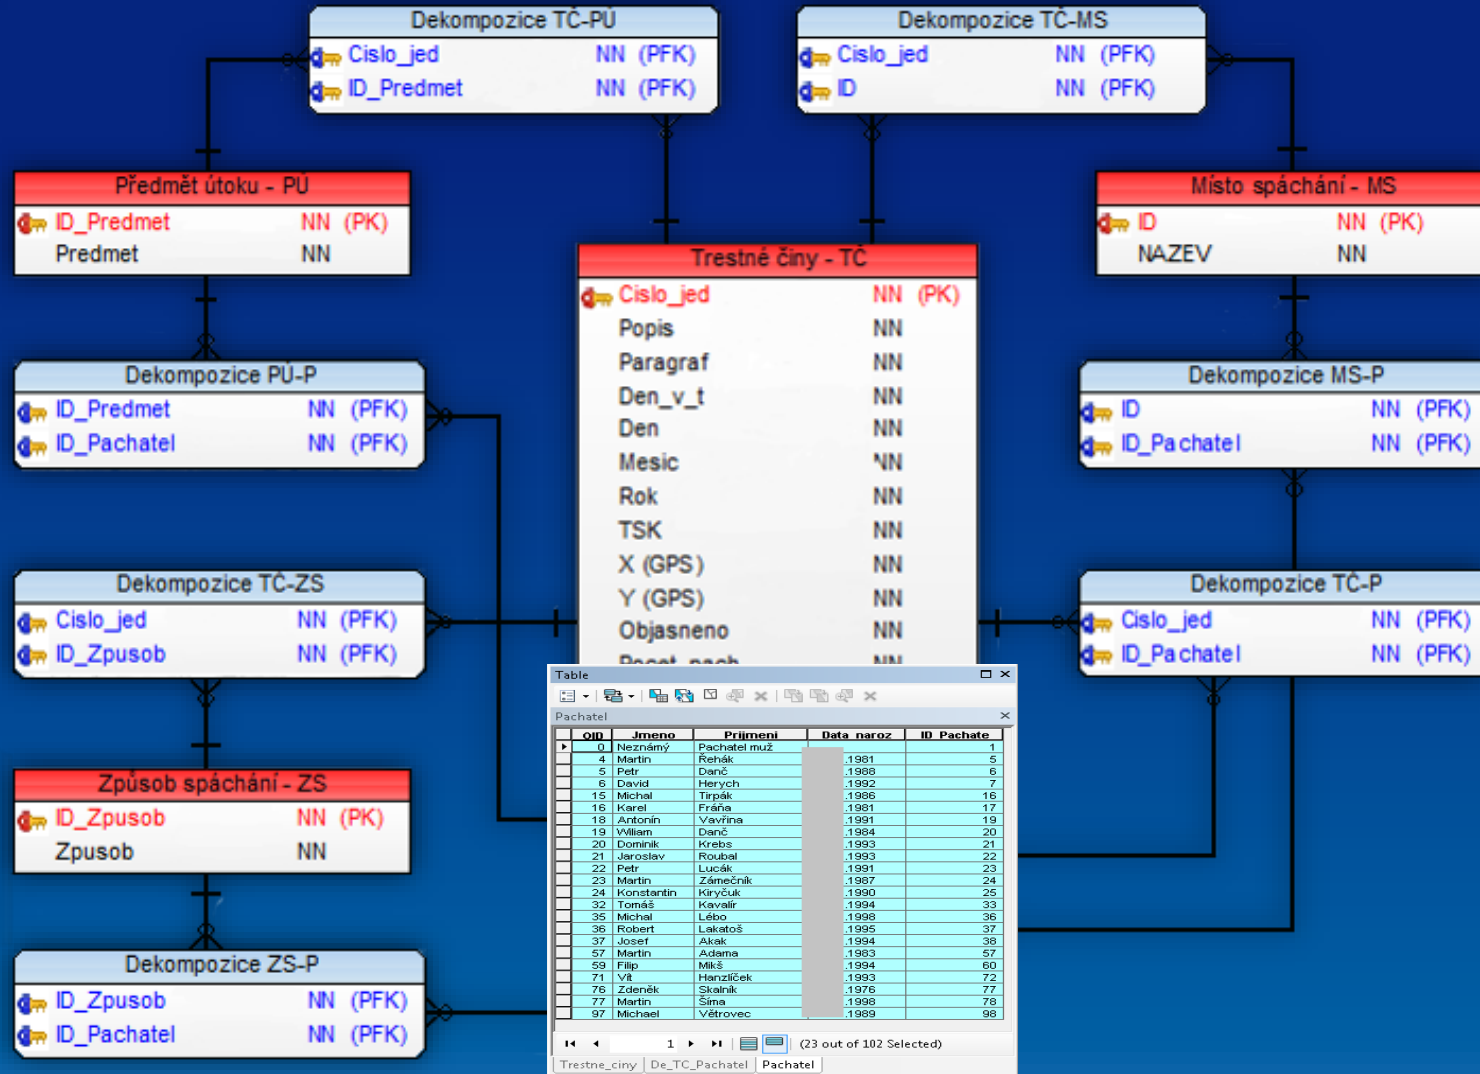 Dekompozice TČ-PÚ
Cislo_jed NN (PFK)
ID_Predmet NN (PFK)
Dekompozice TČ-MS
Cislo_jed NN (PFK)
ID NN (PFK)
Předmět útoku - PÚ
ID_Predmet NN (PK)
Predmet NN
Místo spáchání - MS
ID NN (PK)
NAZEV NN
Trestné činy - TČ
Cislo_jed NN (PK)
Popis NN
Paragraf NN
Den_v_t NN
Den NN
Mesic NN
Rok NN
TSK NN
X (GPS) NN
Y (GPS) NN
Objasneno NN
Pocet_pach NN
Dekompozice PÚ-P
ID_Predmet NN (PFK)
ID_Pachatel NN (PFK)
Dekompozice MS-P
ID NN (PFK)
ID_Pachatel NN (PFK)
Dekompozice TČ-ZS
Cislo_jed NN (PFK)
ID_Zpusob NN (PFK)
Dekompozice TČ-P
Cislo_jed NN (PFK)
ID_Pachatel NN (PFK)
Způsob spáchání - ZS
ID_Zpusob NN (PK)
Zpusob NN
Dekompozice ZS-P
ID_Zpusob NN (PFK)
ID_Pachatel NN (PFK)
Table
Pachatel
OID Jmeno Prijmeni Data_naroz ID_Pachate
0 Neznámý Pachatel muž 1
4 Martin Řehák .1981 5
5 Petr Danč .1988 6
6 David Herych .1992 7
15 Michal Tirpák .1986 16
16 Karel Fráňa .1981 17
18 Antonín Vavřina .1991 19
19 Wiliam Danč .1984 20
20 Dominik Krebs .1993 21
21 Jaroslav Roubal .1993 22
22 Petr Lucák .1991 23
23 Martin Zámečník .1987 24
24 Konstantin Kiryčuk .1990 25
32 Tomáš Kavalír .1994 33
35 Michal Lébo .1998 36
36 Robert Lakatoš .1995 37
37 Josef Akak .1994 38
57 Martin Adama .1983 57
59 Filip Mikš .1994 60
71 Vít Hanzlíček .1993 72
76 Zdeněk Skalník .1976 77
77 Martin Šíma .1998 78
97 Michael Větrovec .1989 98
1 (23 out of 102 Selected)
Trestne_ciny De_TC_Pachatel Pachatel